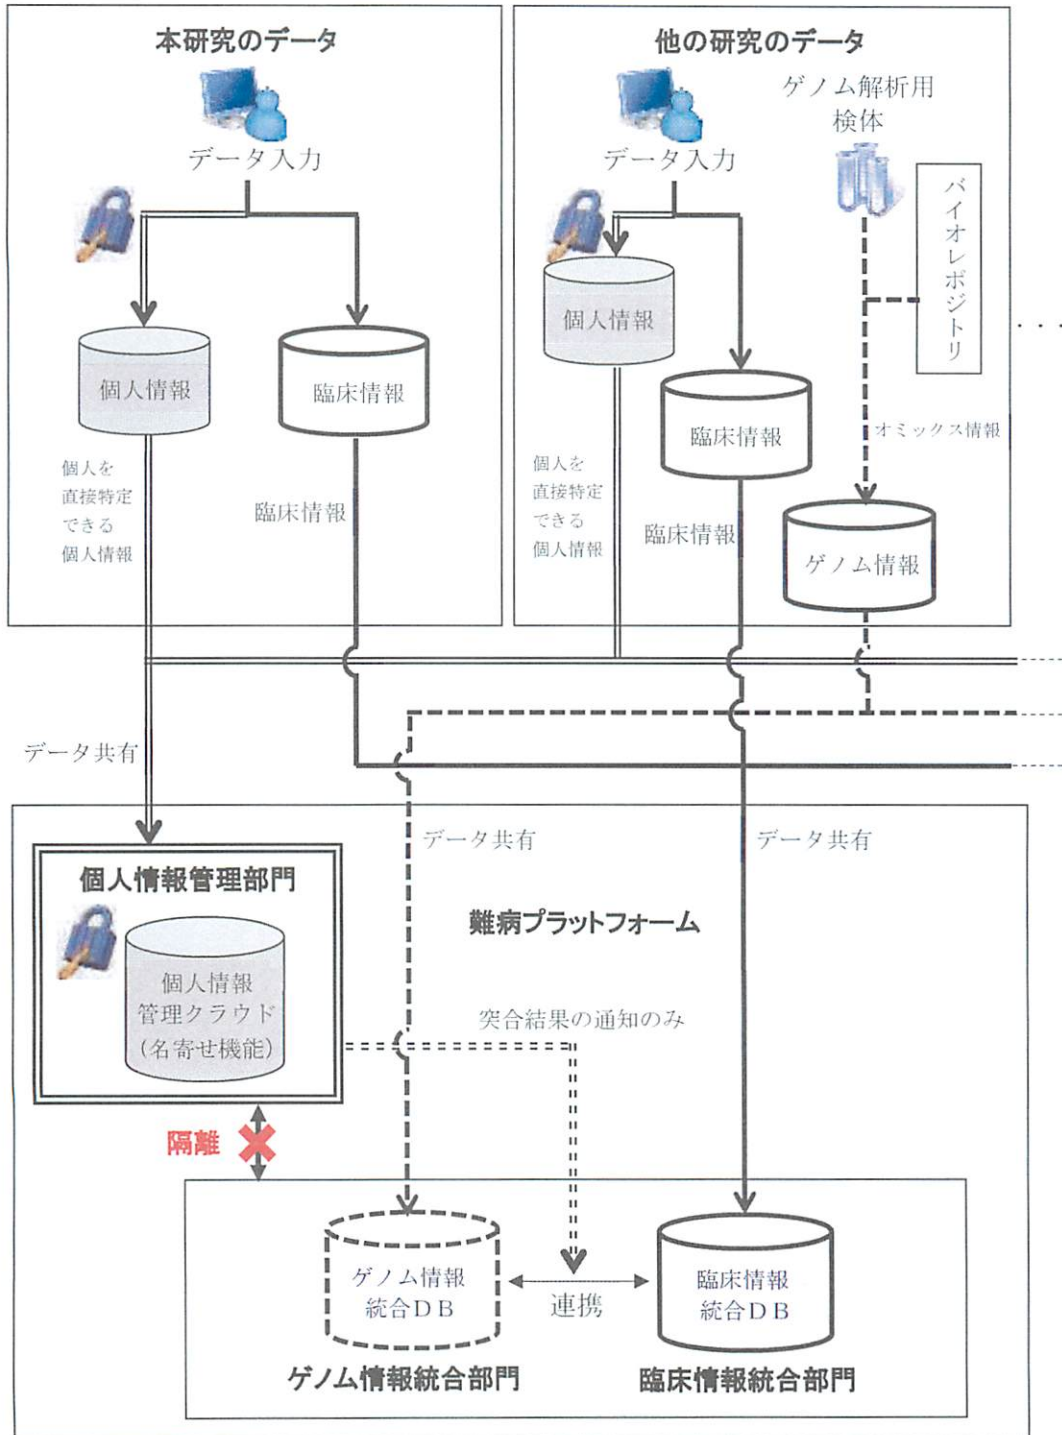 本研究のデータ
データ入力
個人情報
臨床情報
個人を
直接特定
できる
個人情報
臨床情報
他の研究のデータ
データ入力
ゲノム解析用
検体
バイオレポジトリ
個人情報
臨床情報
オミックス情報
個人を
直接特定
できる
個人情報
臨床情報
ゲノム情報
・・・
データ共有
データ共有
データ共有
個人情報管理部門
個人情報
管理クラウド
(名寄せ機能)
難病プラットフォーム
突合結果の通知のみ
隔離
ゲノム情報
統合DB
連携
臨床情報
統合DB
ゲノム情報統合部門
臨床情報統合部門